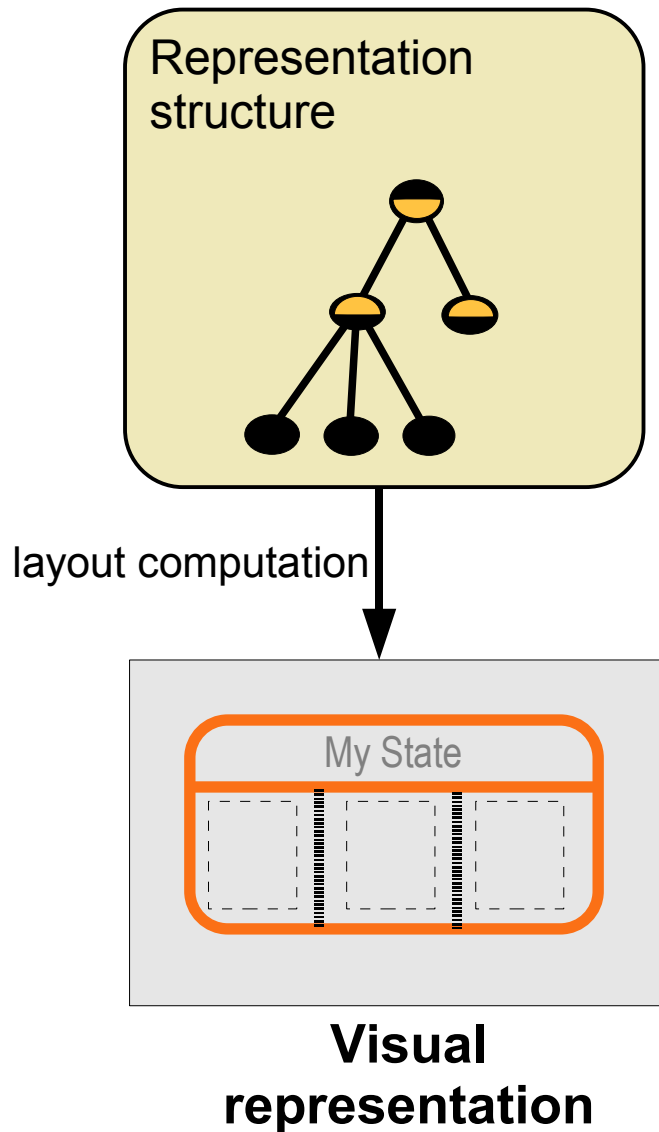 Representation
structure
layout computation
My State
Visual
representation